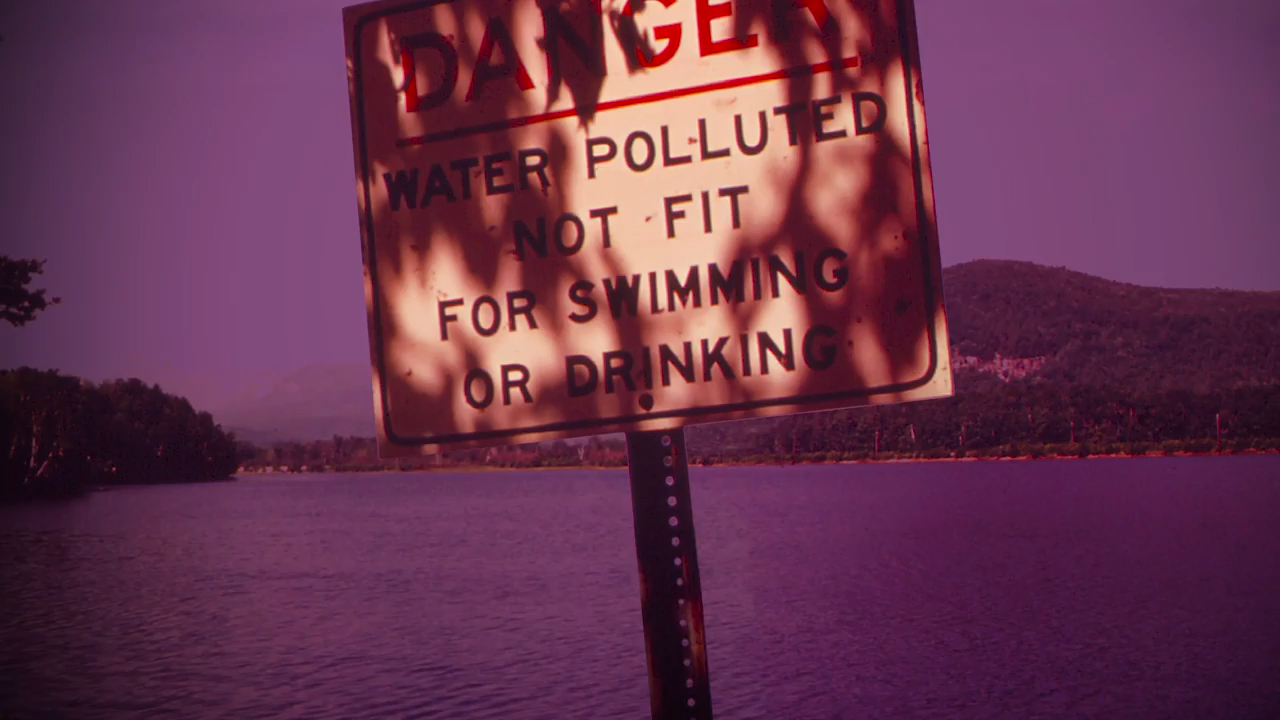 DANGER
WATER POLLUTED
NOT FIT
FOR SWIMMING
OR DRINKING